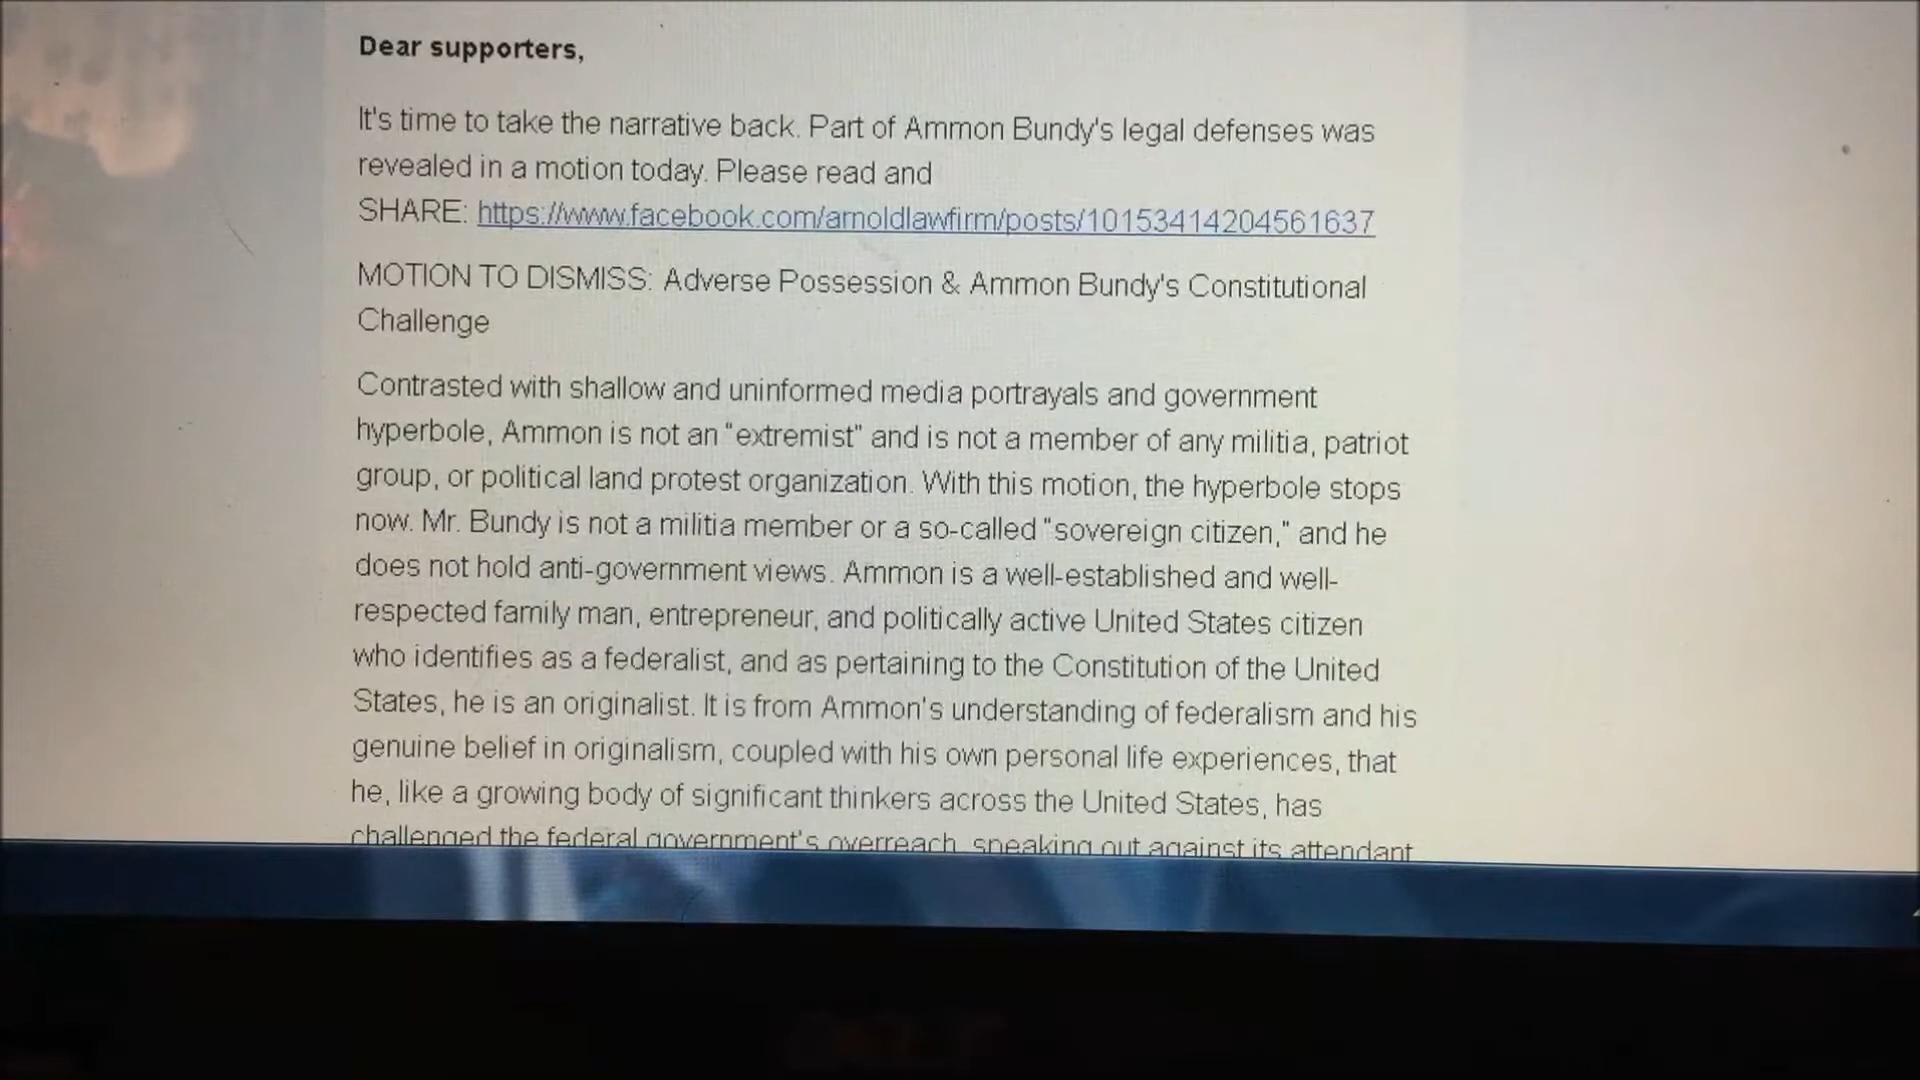 Dear supporters,
It's time to take the narrative back. Part of Ammon Bundy's legal defenses was
revealed in a motion today. Please read and
SHARE: https://www.facebook.com/arnoldlawfirm/posts/10153414204561637
MOTION TO DISMISS: Adverse Possession & Ammon Bundy's Constitutional
Challenge
Contrasted with shallow and uninformed media portrayals and government
hyperbole, Ammon is not an "extremist" and is not a member of any militia, patriot
group, or political land protest organization. With this motion, the hyperbole stops
now. Mr. Bundy is not a militia member or a so-called "sovereign citizen," and he
does not hold anti-government views. Ammon is a well-established and well-
respected family man, entrepreneur, and politically active United States citizen
who identifies as a federalist, and as pertaining to the Constitution of the United
States, he is an originalist. It is from Ammon's understanding of federalism and his
genuine belief in originalism, coupled with his own personal life experiences, that
he, like a growing body of significant thinkers across the United States, has
challenged the federal government's overreach, speaking out against its attendant